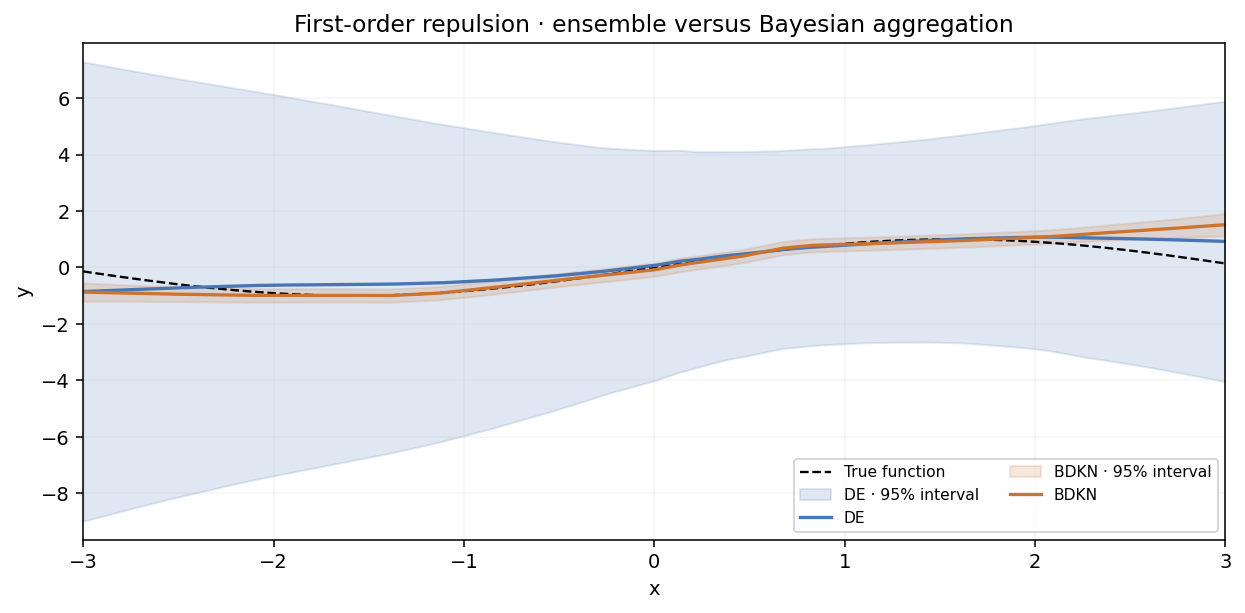 First-order repulsion · ensemble versus Bayesian aggregation
y
6
4
2
0
−2
−4
−6
−8
−3
−2
−1
0
1
2
3
x
True function
DE · 95% interval
DE
BDKN · 95% interval
BDKN